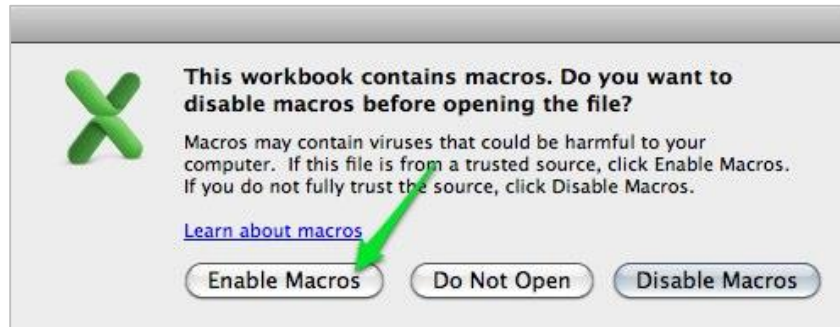 This workbook contains macros. Do you want to
disable macros before opening the file?
Macros may contain viruses that could be harmful to your
computer. If this file is from a trusted source, click Enable Macros.
If you do not fully trust the source, click Disable Macros.
Learn about macros
Enable Macros Do Not Open Disable Macros